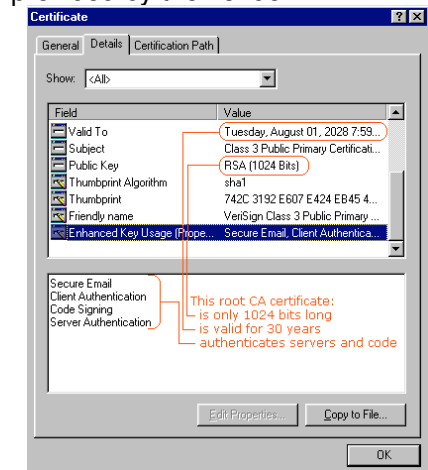 Certificate
General Details Certification Path
Show: <All>
Field Value
Valid To Tuesday, August 01, 2028 7:59...
Subject Class 3 Public Primary Certificati...
Public Key RSA (1024 Bits)
Thumbprint Algorithm sha1
Thumbprint 742C 3192 E607 E424 EB45 4...
Friendly name VeriSign Class 3 Public Primary ...
Enhanced Key Usage (Prope... Secure Email, Client Authentica...
Secure Email
Client Authentication
Code Signing
Server Authentication
This root CA certificate:
is only 1024 bits long
is valid for 30 years
authenticates servers and code
Edit Properties... Copy to File...
OK